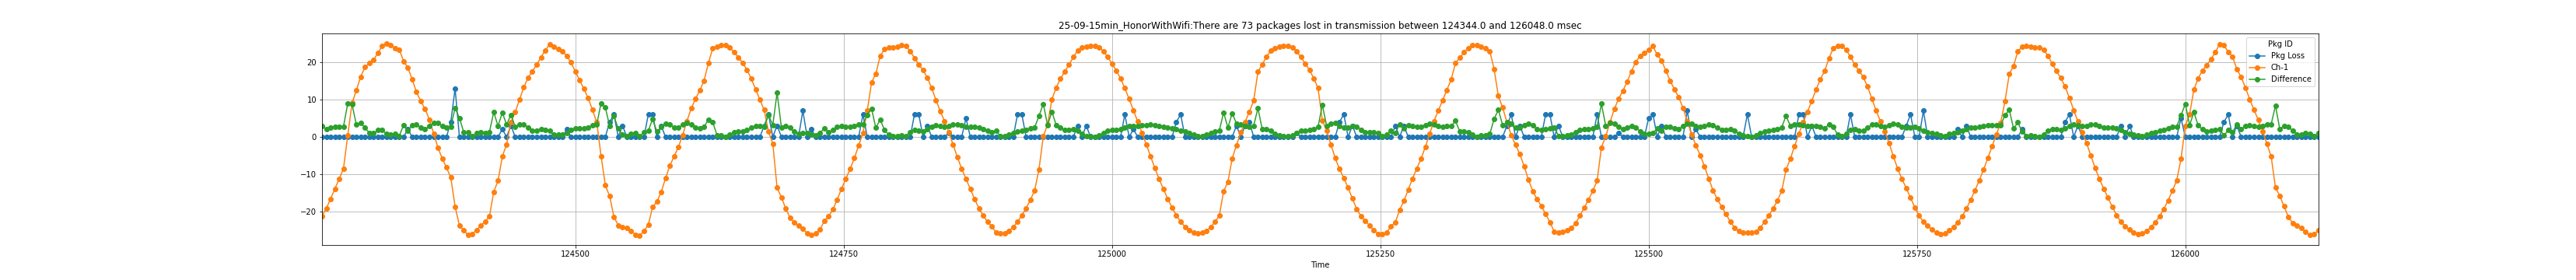 25-09-15min_HonorWithWifi:There are 73 packages lost in transmission between 124344.0 and 126048.0 msec
Pkg ID
Pkg Loss
Ch-1
Difference
20
10
0
−10
−20
124500 124750 125000 125250 125500 125750 126000
Time